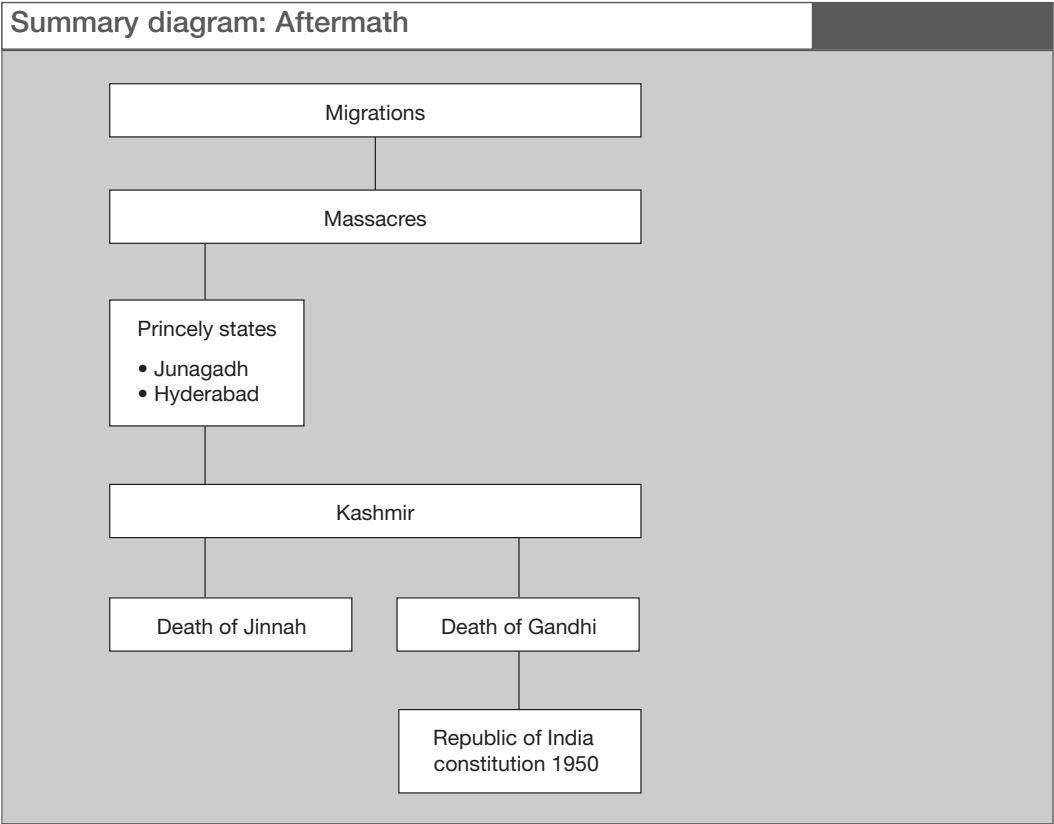 Summary diagram: Aftermath
Migrations
Massacres
Princely states
• Junagadh
• Hyderabad
Kashmir
Death of Jinnah
Death of Gandhi
Republic of India
constitution 1950